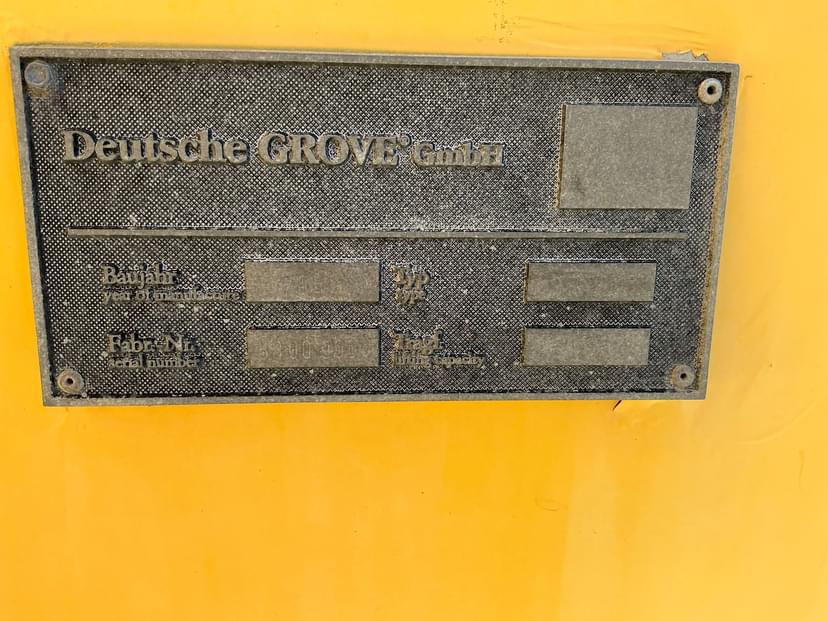 Deutsche GROVE® GmbH
Baujahr
year of manufacture
Typ
type
Fabr.-Nr.
serial number
Tragf.
lifting capacity